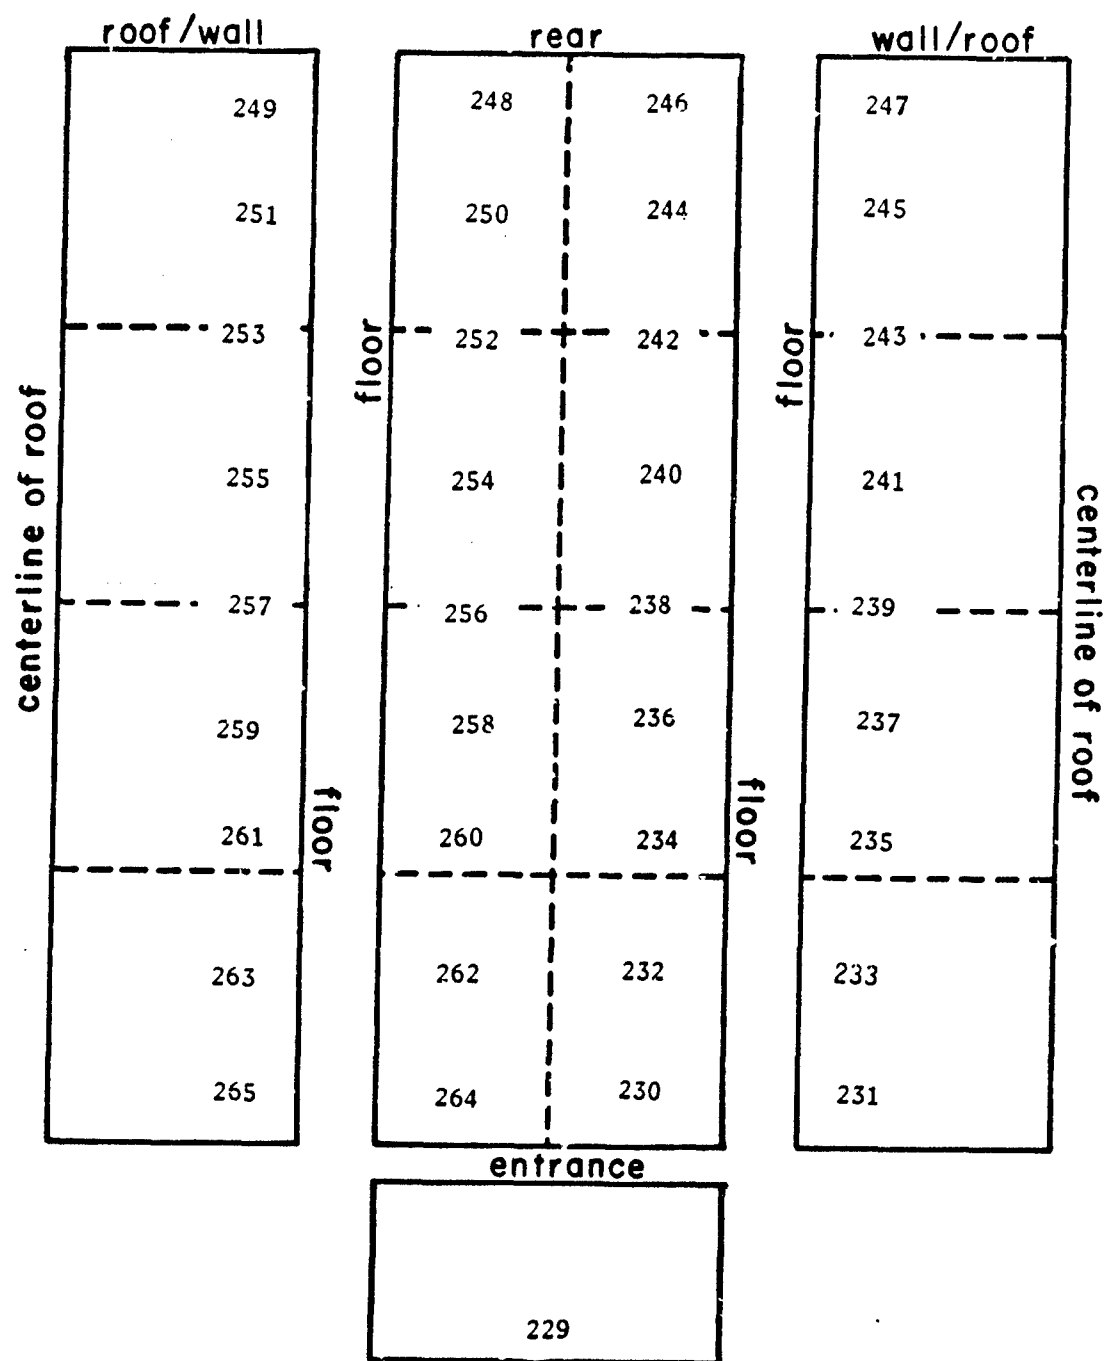 roof/wall rear wall/roof
249 248 246 247
251 250 244 245
253 252 242 243
floor floor
centerline of roof
255 254 240 241
centerline of roof
257 256 238 239
259 258 236 237
floor floor
261 260 234 235
263 262 232 233
265 264 230 231
entrance
229